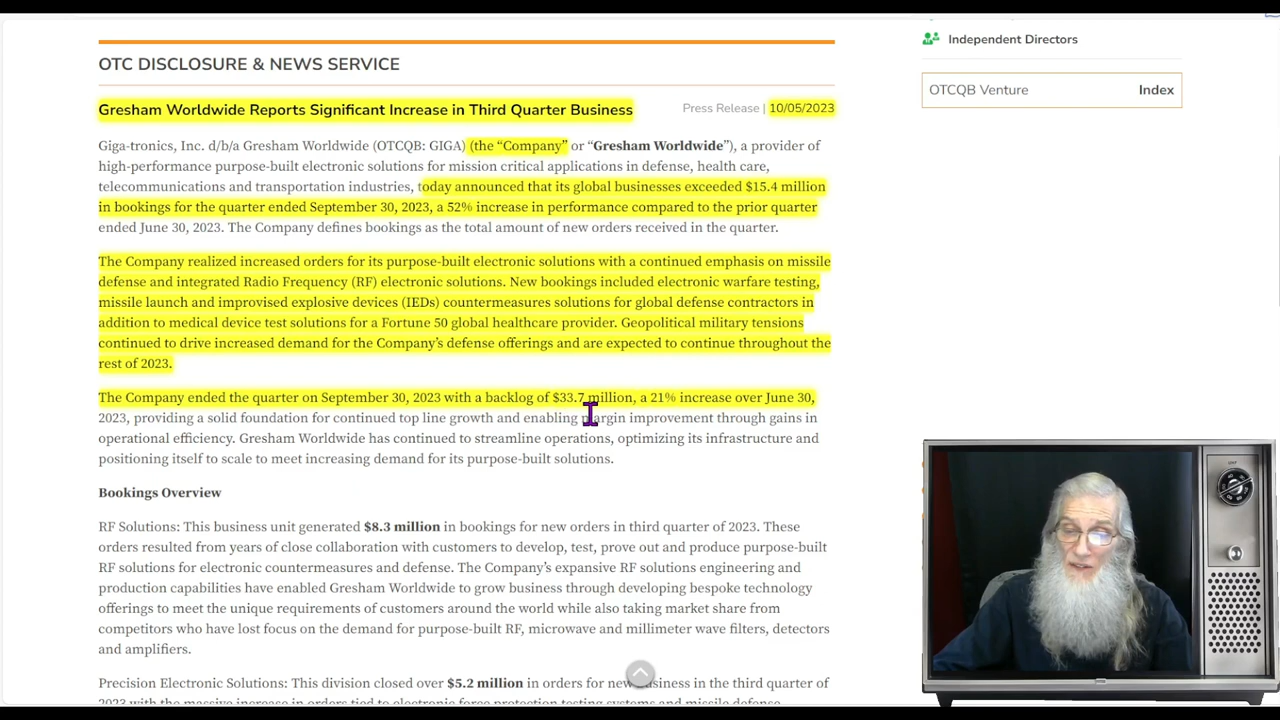 Independent Directors
OTC DISCLOSURE & NEWS SERVICE
OTCQB Venture Index
Gresham Worldwide Reports Significant Increase in Third Quarter Business
Press Release | 10/05/2023
Giga-tronics, Inc. d/b/a Gresham Worldwide (OTCQB: GIGA) (the “Company” or “Gresham Worldwide”), a provider of
high-performance purpose-built electronic solutions for mission critical applications in defense, health care,
telecommunications and transportation industries, today announced that its global businesses exceeded $15.4 million
in bookings for the quarter ended September 30, 2023, a 52% increase in performance compared to the prior quarter
ended June 30, 2023. The Company defines bookings as the total amount of new orders received in the quarter.
The Company realized increased orders for its purpose-built electronic solutions with a continued emphasis on missile
defense and integrated Radio Frequency (RF) electronic solutions. New bookings included electronic warfare testing,
missile launch and improvised explosive devices (IEDs) countermeasures solutions for global defense contractors in
addition to medical device test solutions for a Fortune 50 global healthcare provider. Geopolitical military tensions
continued to drive increased demand for the Company’s defense offerings and are expected to continue throughout the
rest of 2023.
The Company ended the quarter on September 30, 2023 with a backlog of $33.7 million, a 21% increase over June 30,
2023, providing a solid foundation for continued top line growth and enabling margin improvement through gains in
operational efficiency. Gresham Worldwide has continued to streamline operations, optimizing its infrastructure and
positioning itself to scale to meet increasing demand for its purpose-built solutions.
Bookings Overview
RF Solutions: This business unit generated $8.3 million in bookings for new orders in third quarter of 2023. These
orders resulted from years of close collaboration with customers to develop, test, prove out and produce purpose-built
RF solutions for electronic countermeasures and defense. The Company’s expansive RF solutions engineering and
production capabilities have enabled Gresham Worldwide to grow business through developing bespoke technology
offerings to meet the unique requirements of customers around the world while also taking market share from
competitors who have lost focus on the demand for purpose-built RF, microwave and millimeter wave filters, detectors
and amplifiers.
Precision Electronic Solutions: This division closed over $5.2 million in orders for new business in the third quarter of
2023 with the massive increase in orders tied to electronic force protection testing systems and missile defense